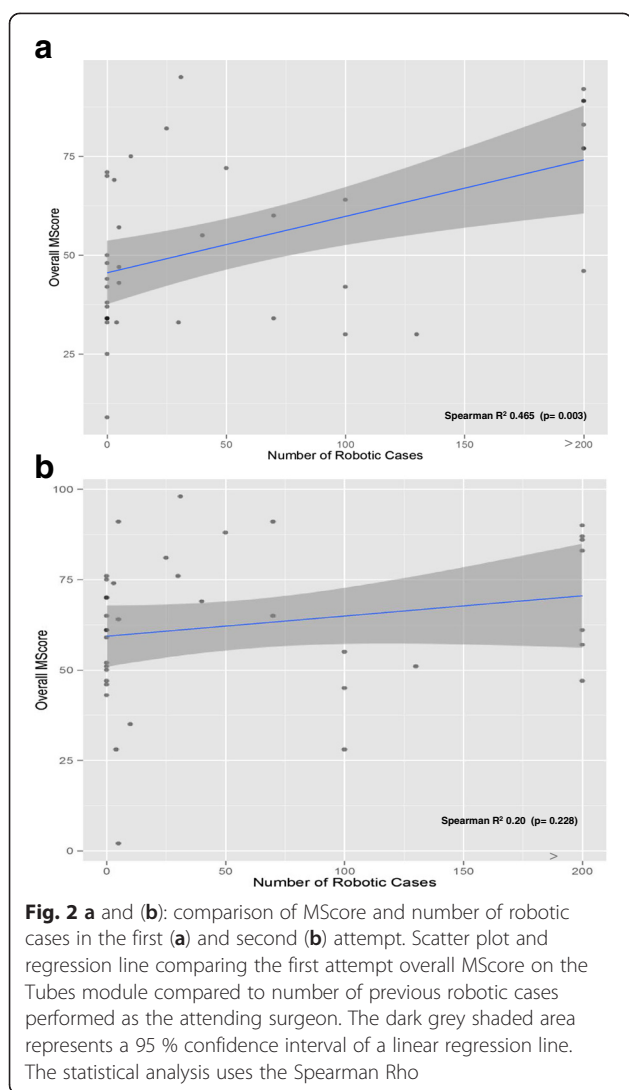 a
75
50
25
Overall MScore
Spearman R² 0.465 (p= 0.003)
0 50 100 150 >200
Number of Robotic Cases
b
100
75
50
25
0
Overall MScore
Spearman R² 0.20 (p= 0.228)
>
0 50 100 150 200
Number of Robotic Cases
Fig. 2 a and (b): comparison of MScore and number of robotic
cases in the first (a) and second (b) attempt. Scatter plot and
regression line comparing the first attempt overall MScore on the
Tubes module compared to number of previous robotic cases
performed as the attending surgeon. The dark grey shaded area
represents a 95 % confidence interval of a linear regression line.
The statistical analysis uses the Spearman Rho